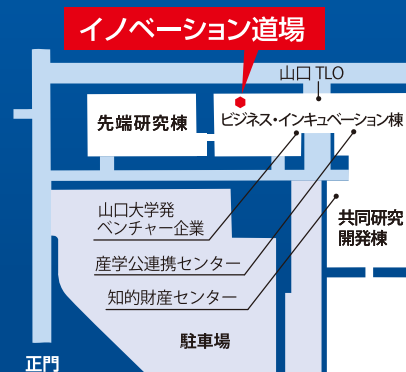 イノベーション道場
山口TLO
先端研究棟
ビジネス・インキュベーション棟
山口大学発
ベンチャー企業
共同研究
開発棟
産学公連携センター
知的財産センター
駐車場
正門